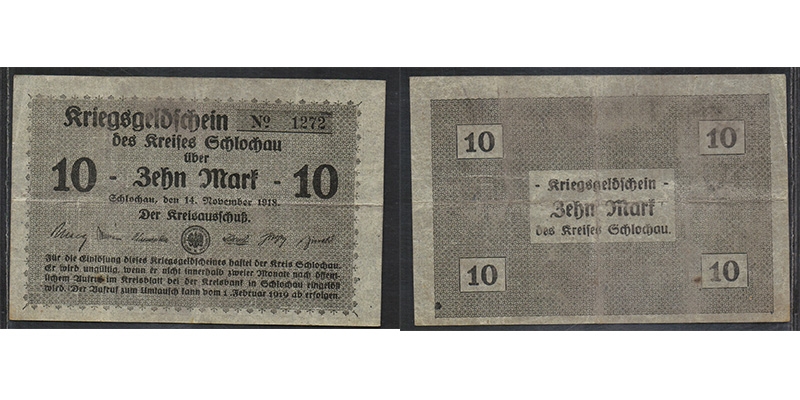 Kriegsgeldschein No 1272
des Kreises Schlochau
über
10 - Zehn Mark - 10
Schlochau, den 14. November 1918.
Der Kreisausschuß.
Für die Einlösung dieses Kriegsgeldscheines haftet der Kreis Schlochau.
Er wird ungültig, wenn er nicht innerhalb zweier Monate nach öffent-
lichem Aufruf im Kreisblatt bei der Kreisbank in Schlochau eingelöst
wird. Der Aufruf zum Umtausch kann vom 1. Februar 1919 ab erfolgen.
10 10
- Kriegsgeldschein -
Zehn Mark
des Kreises Schlochau.
10 10